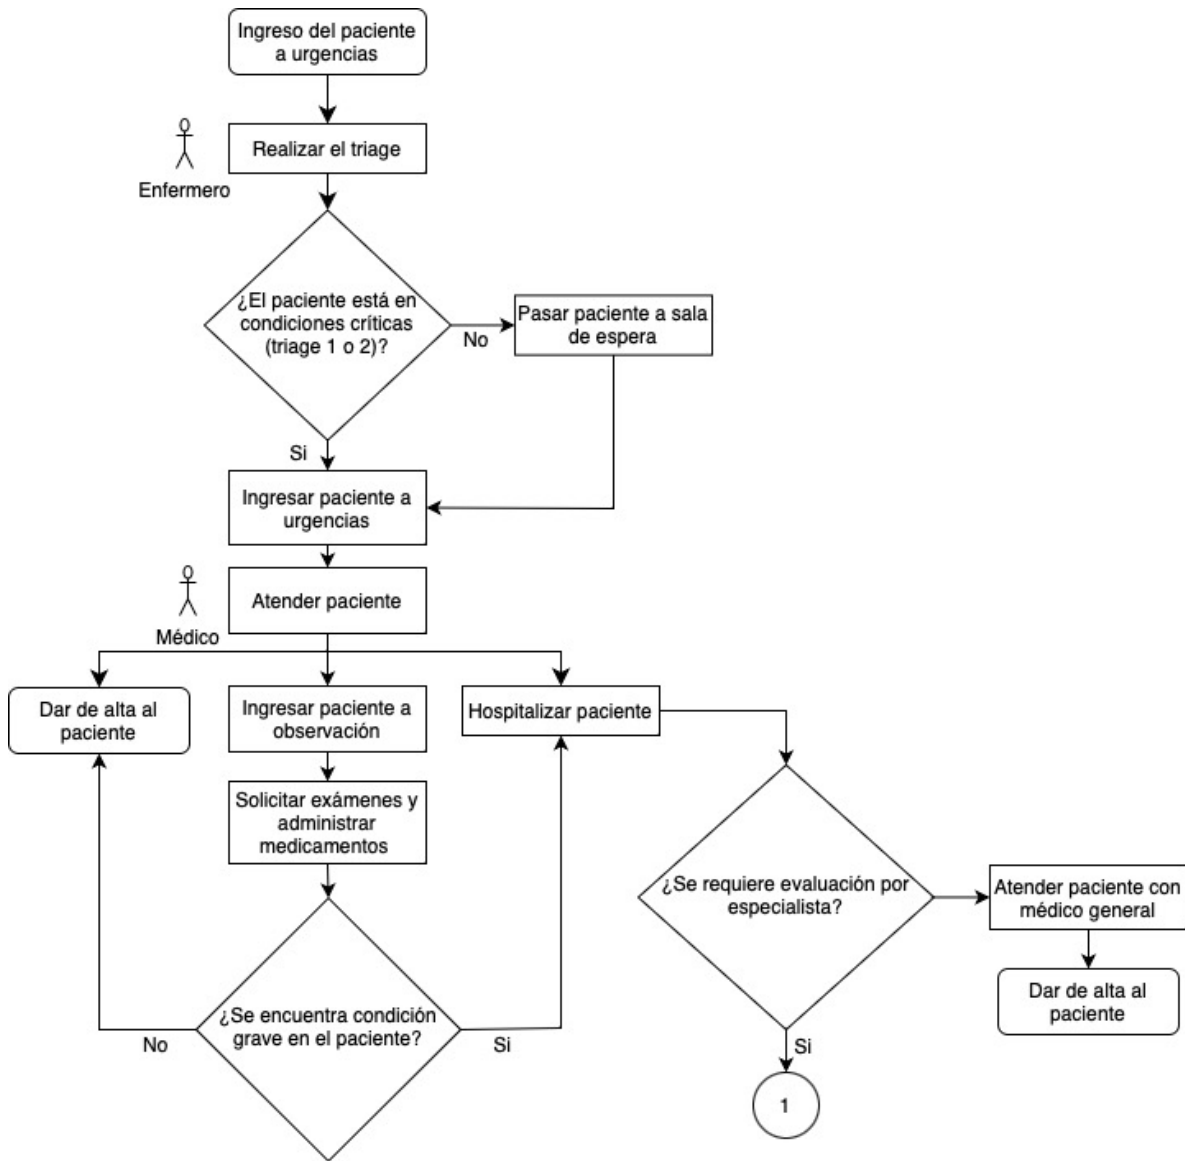 Ingreso del paciente
a urgencias
Realizar el triage
Enfermero
¿El paciente está en
condiciones críticas
(triage 1 o 2)?
No
Pasar paciente a sala
de espera
Si
Ingresar paciente a
urgencias
Atender paciente
Médico
Dar de alta al
paciente
Ingresar paciente a
observación
Hospitalizar paciente
Solicitar exámenes y
administrar
medicamentos
¿Se requiere evaluación por
especialista?
Atender paciente con
médico general
Dar de alta al
paciente
¿Se encuentra condición
grave en el paciente?
No
Si
Si
1